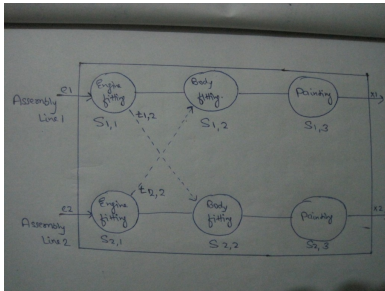 e1
Assembly
Line 1
Engine
fitting
S1,1
Body
fitting
S1,2
Painting
S1,3
x1
t1,2
t2,2
e2
Assembly
Line 2
Engine
fitting
S2,1
Body
fitting
S2,2
Painting
S2,3
x2